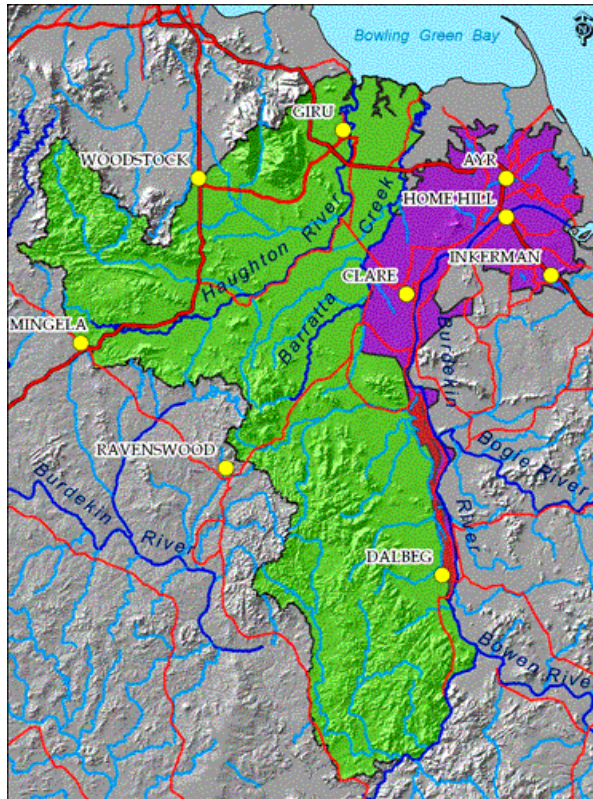 Bowling Green Bay
N
GIRU
WOODSTOCK
AYR
HOME HILL
Haughton River
Creek
INKERMAN
CLARE
MINGELA
Barratta
Burdekin
RAVENSWOOD
Bogie River
Burdekin River
River
DALBEG
Bowen River